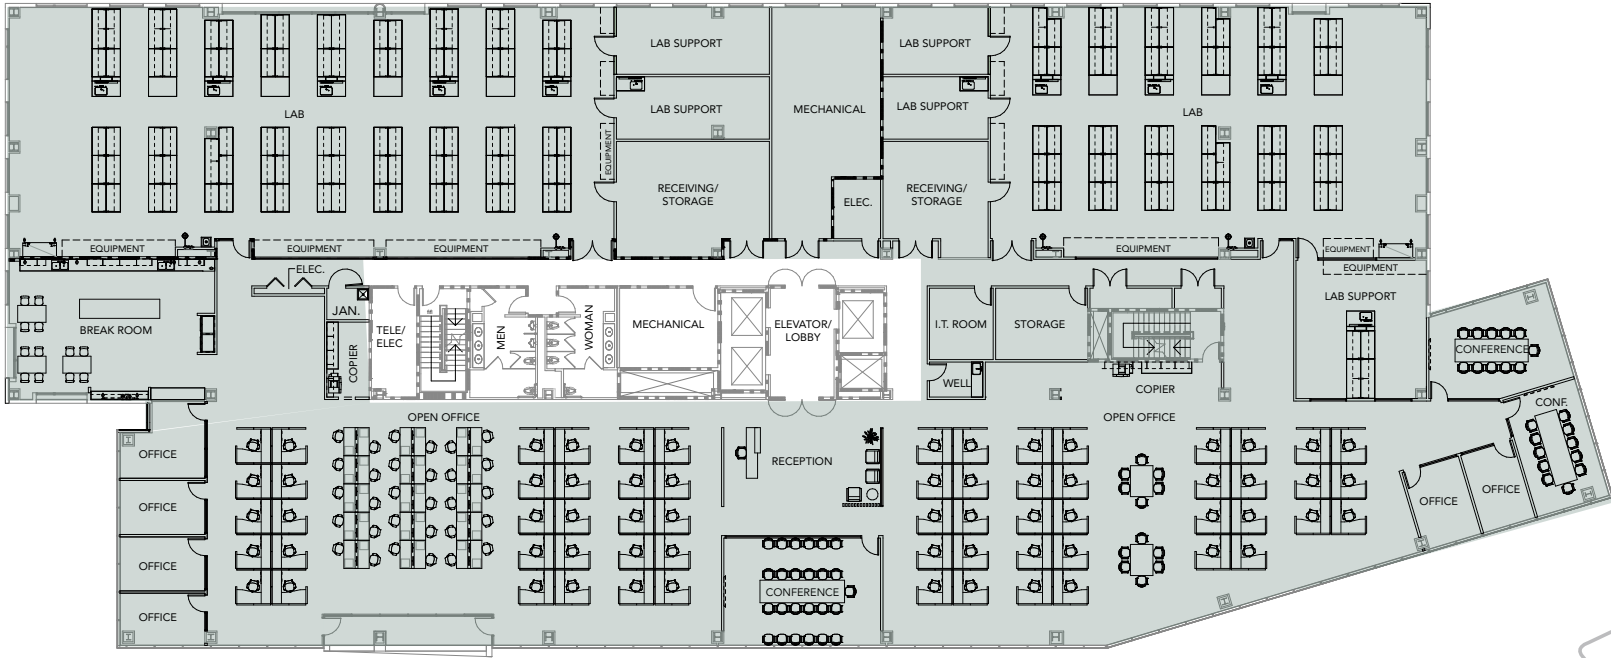 LAB SUPPORT
LAB SUPPORT
LAB
LAB SUPPORT
MECHANICAL
LAB SUPPORT
LAB
EQUIPMENT
RECEIVING/
STORAGE
ELEC.
RECEIVING/
STORAGE
EQUIPMENT
EQUIPMENT
EQUIPMENT
EQUIPMENT
EQUIPMENT
EQUIPMENT
ELEC.
LAB SUPPORT
BREAK ROOM
JAN.
TELE/
ELEC
COPIER
MEN
WOMAN
MECHANICAL
ELEVATOR/
LOBBY
I.T. ROOM
STORAGE
WELL
COPIER
CONFERENCE
CONF.
OPEN OFFICE
OPEN OFFICE
OFFICE
RECEPTION
OFFICE
OFFICE
OFFICE
OFFICE
CONFERENCE
OFFICE